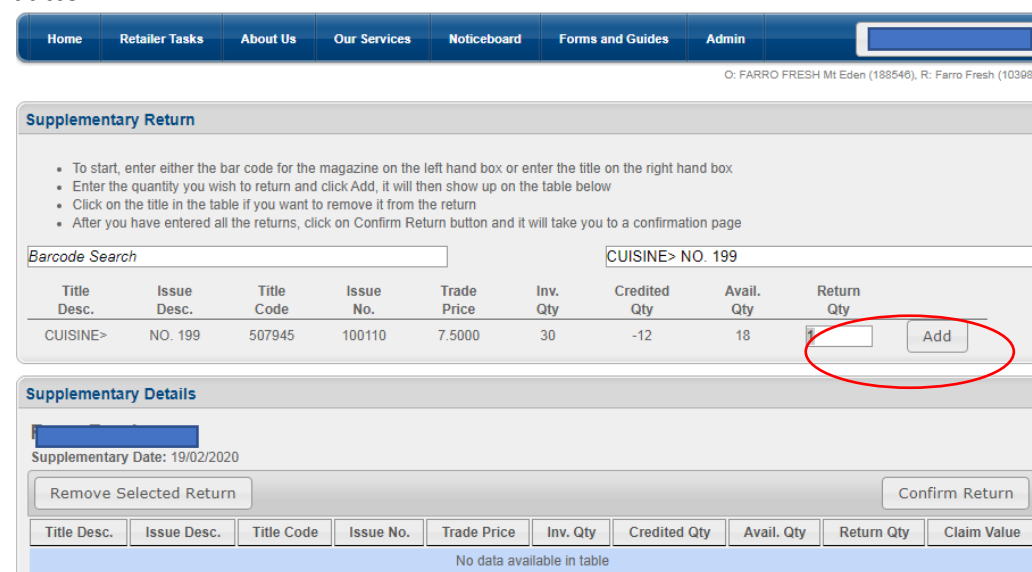 Home Retailer Tasks About Us Our Services Noticeboard Forms and Guides Admin
O: FARRO FRESH Mt Eden (188546), R: Farro Fresh (10398
Supplementary Return
• To start, enter either the bar code for the magazine on the left hand box or enter the title on the right hand box
• Enter the quantity you wish to return and click Add, it will then show up on the table below
• Click on the title in the table if you want to remove it from the return
• After you have entered all the returns, click on Confirm Return button and it will take you to a confirmation page
Barcode Search CUISINE> NO. 199
Title Issue Title Issue Trade Inv. Credited Avail. Return
Desc. Desc. Code No. Price Qty Qty Qty Qty
CUISINE> NO. 199 507945 100110 7.5000 30 -12 18 1 Add
Supplementary Details
Supplementary Date: 19/02/2020
Remove Selected Return Confirm Return
Title Desc. Issue Desc. Title Code Issue No. Trade Price Inv. Qty Credited Qty Avail. Qty Return Qty Claim Value
No data available in table